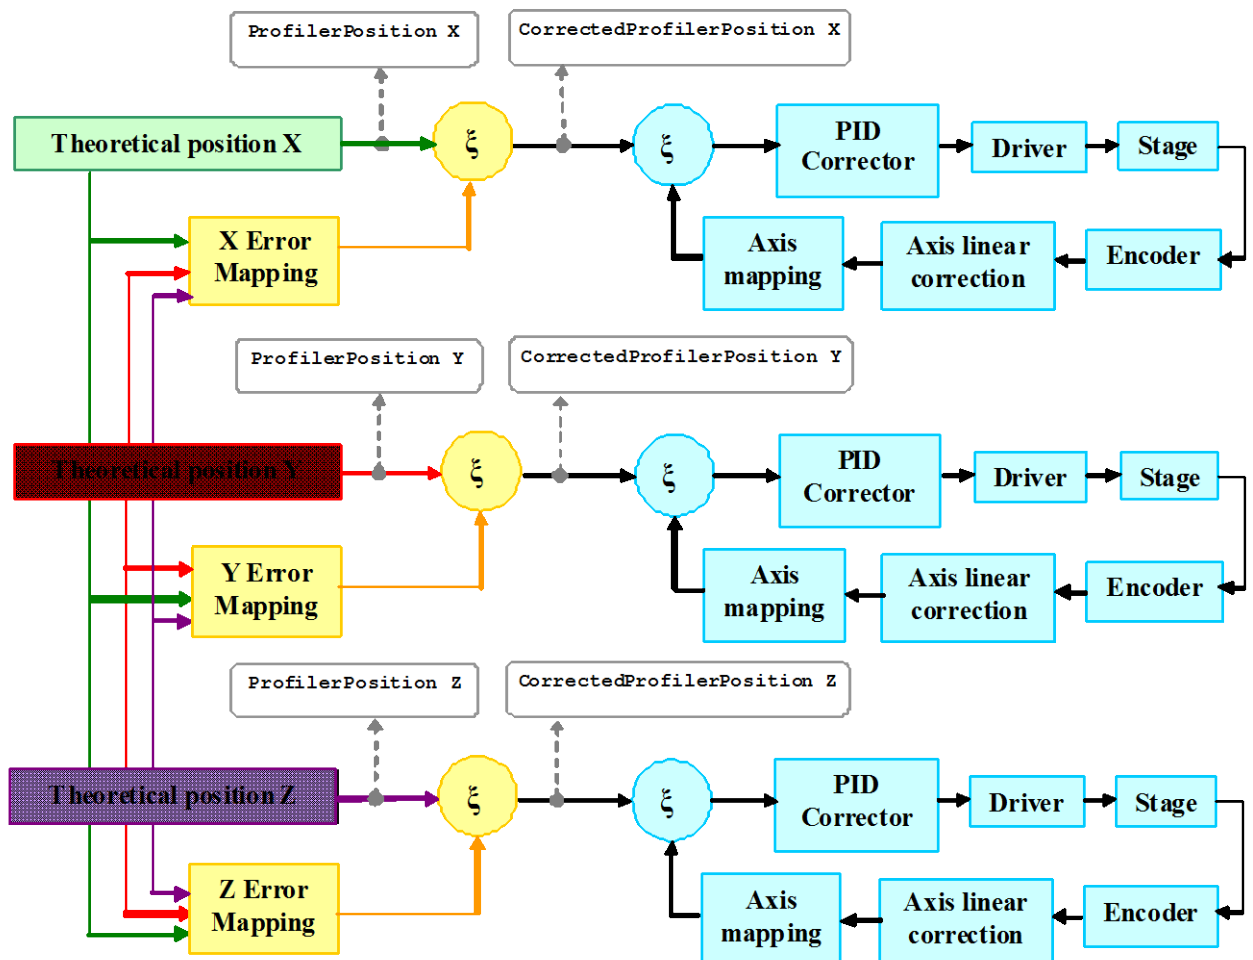 ProfilerPosition X
CorrectedProfilerPosition X
Theoretical position X
ξ
ξ
PID
Corrector
Driver
Stage
X Error
Mapping
Axis
mapping
Axis linear
correction
Encoder
ProfilerPosition Y
CorrectedProfilerPosition Y
Theoretical position Y
ξ
ξ
PID
Corrector
Driver
Stage
Y Error
Mapping
Axis
mapping
Axis linear
correction
Encoder
ProfilerPosition Z
CorrectedProfilerPosition Z
Theoretical position Z
ξ
ξ
PID
Corrector
Driver
Stage
Z Error
Mapping
Axis
mapping
Axis linear
correction
Encoder